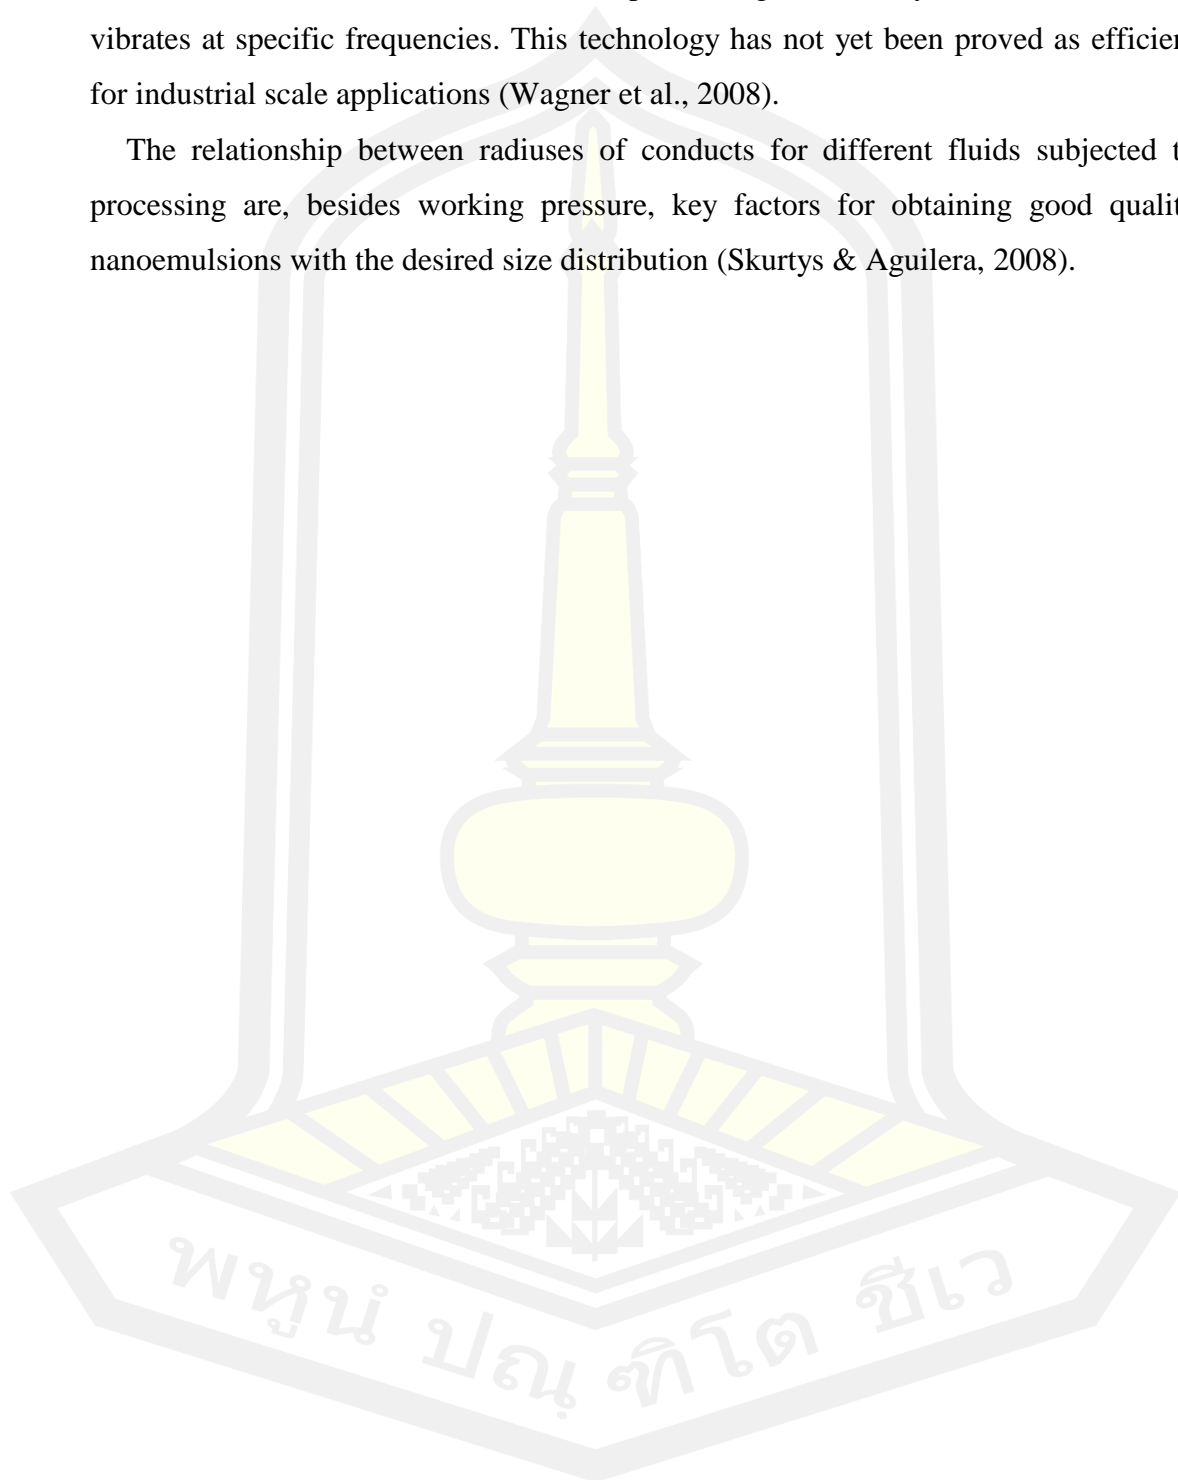 vibrates at specific frequencies. This technology has not yet been proved as
for industrial scale applications (Wagner et al., 2008).
The relationship between radiuses of conducts for different fluids subjected
processing are, besides working pressure, key factors for obtaining good
nanoemulsions with the desired size distribution (Skurtys & Aguilera, 2008).
พหูนํ ปณฺฑิโต ชีเว